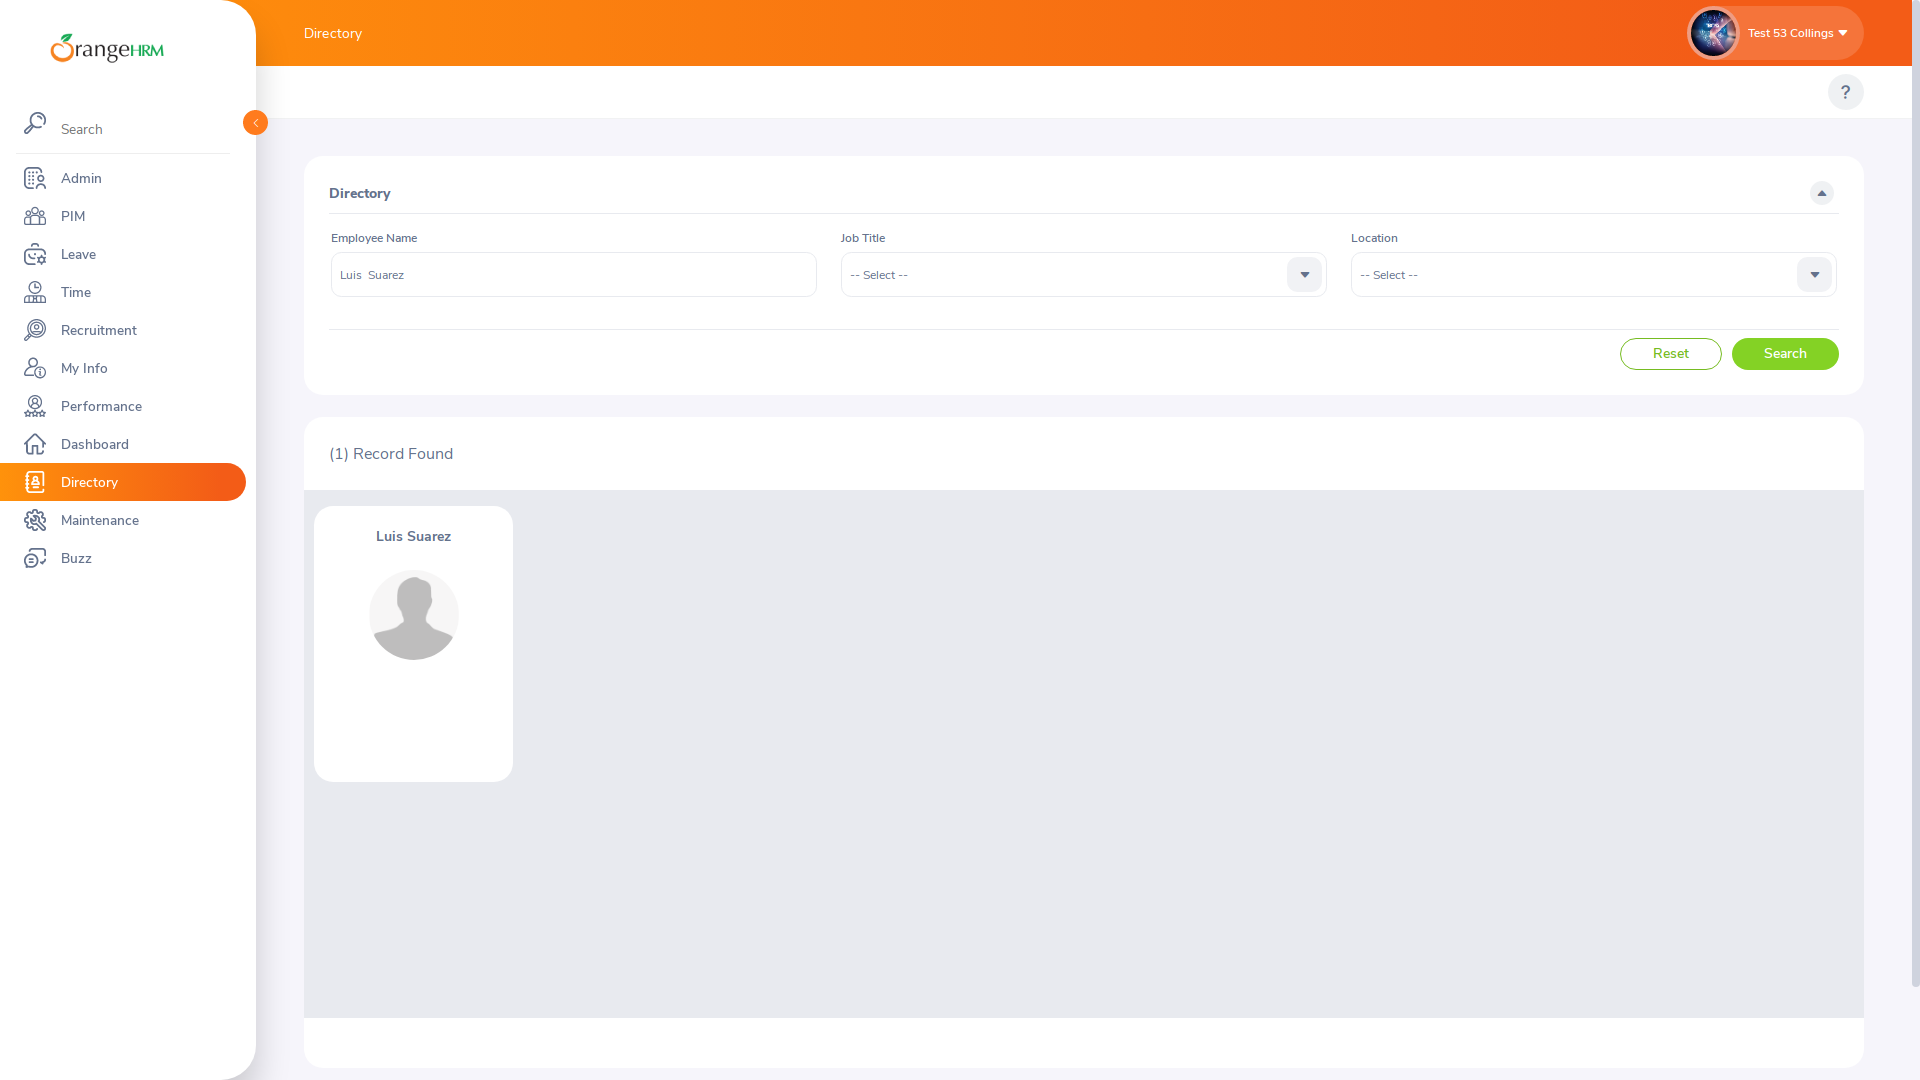 OrangeHRM
Search
Admin
PIM
Leave
Time
Recruitment
My Info
Performance
Dashboard
Directory
Maintenance
Buzz
Directory
Test 53 Collings
?
Directory
Employee Name
Luis  Suarez
Job Title
-- Select --
Location
-- Select --
Reset
Search
(1) Record Found
Luis Suarez